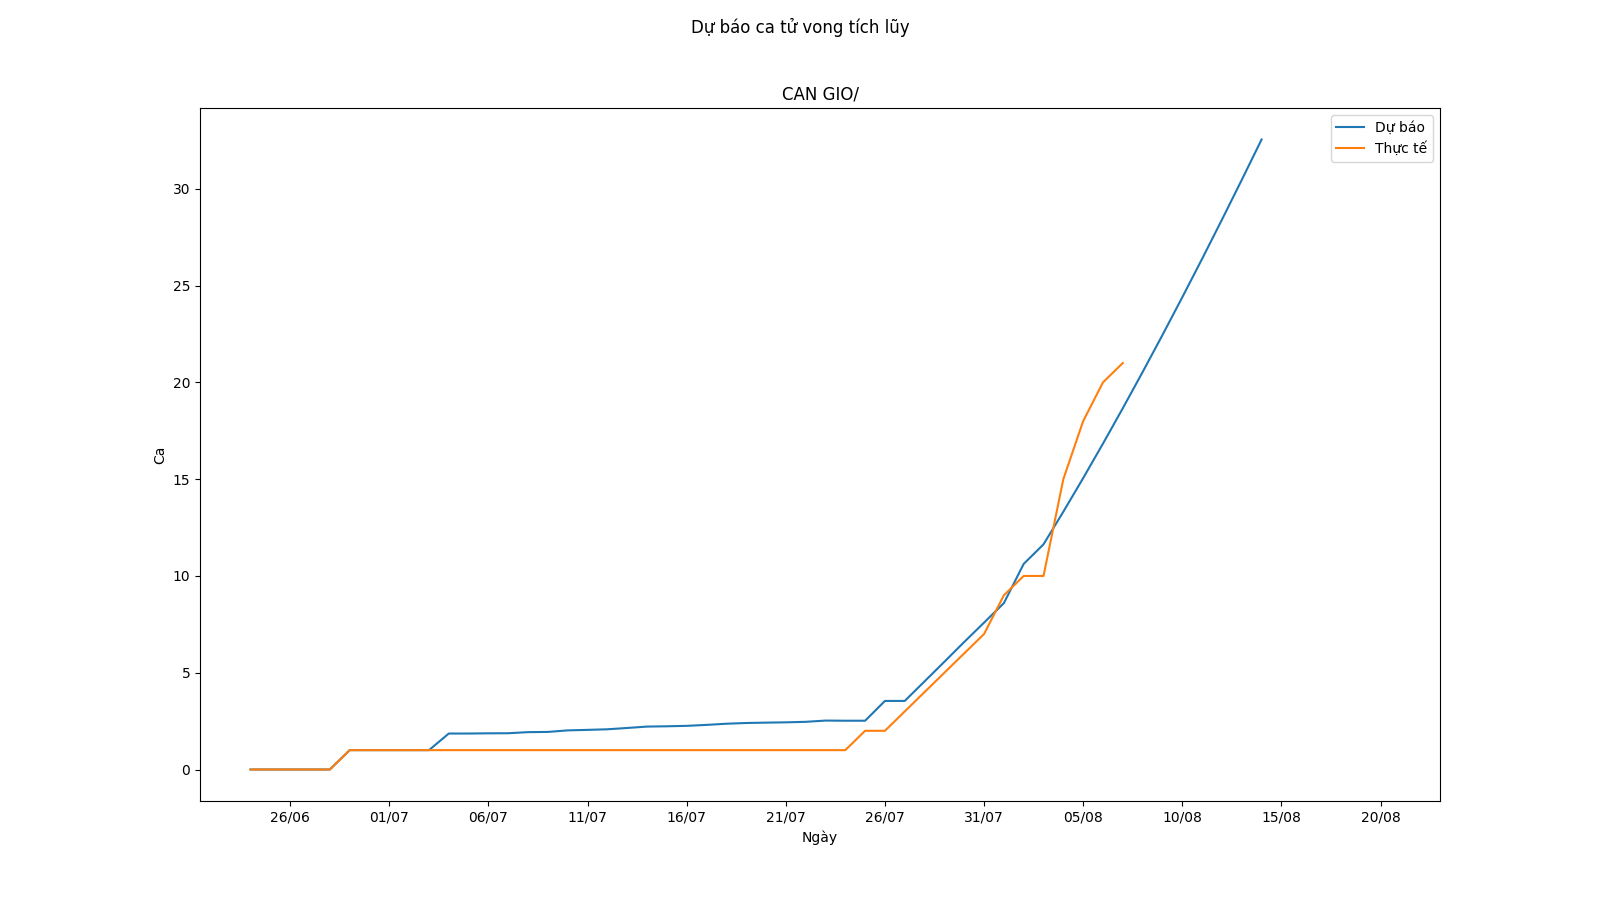 Dự báo ca tử vong tích lũy
CAN GIO/
Dự báo
Thực tế
30
25
20
15
10
5
0
Ca
26/06 01/07 06/07 11/07 16/07 21/07 26/07 31/07 05/08 10/08 15/08 20/08
Ngày